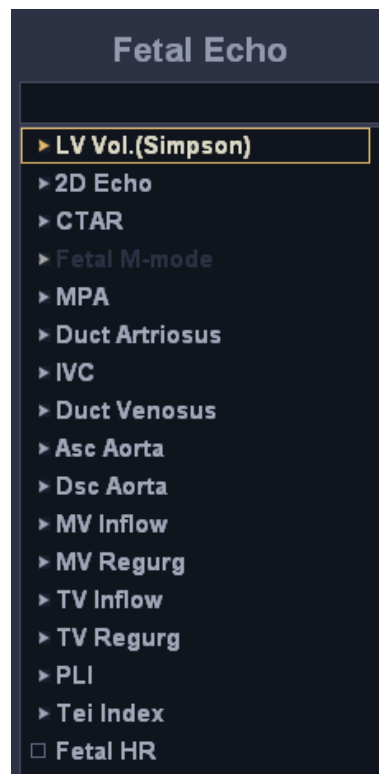 Fetal Echo
LV Vol.(Simpson)
2D Echo
CTAR
Fetal M-mode
MPA
Duct Artriosus
IVC
Duct Venosus
Asc Aorta
Dsc Aorta
MV Inflow
MV Regurg
TV Inflow
TV Regurg
PLI
Tei Index
Fetal HR